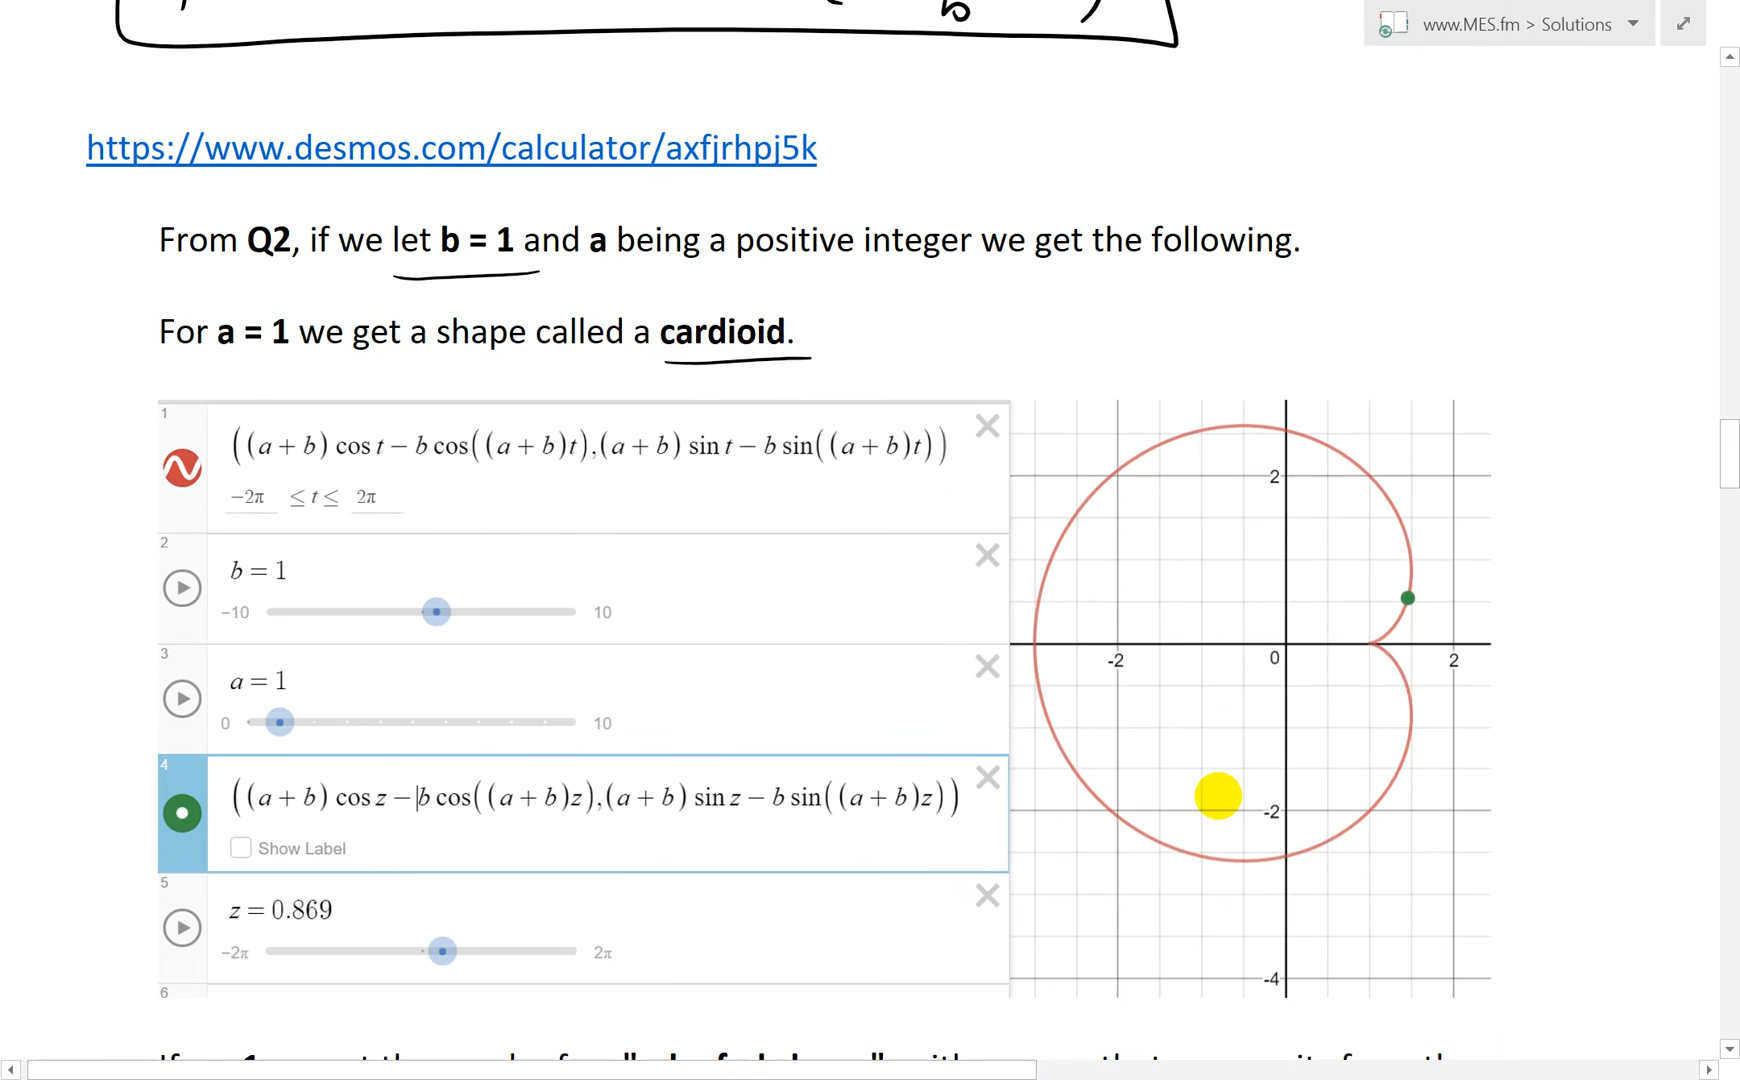 b
www.MES.fm > Solutions
https://www.desmos.com/calculator/axfjrhpj5k
From Q2, if we let b = 1 and a being a positive integer we get the following.
For a = 1 we get a shape called a cardioid.
1
((a + b) cos t − b cos((a + b)t),(a + b) sin t − b sin((a + b)t))
−2π ≤ t ≤ 2π
2
b = 1
−10 10
3
a = 1
0 10
4
((a + b) cos z − b cos((a + b)z),(a + b) sin z − b sin((a + b)z))
Show Label
5
z = 0.869
−2π 2π
6
2
-2 0 2
-2
-4